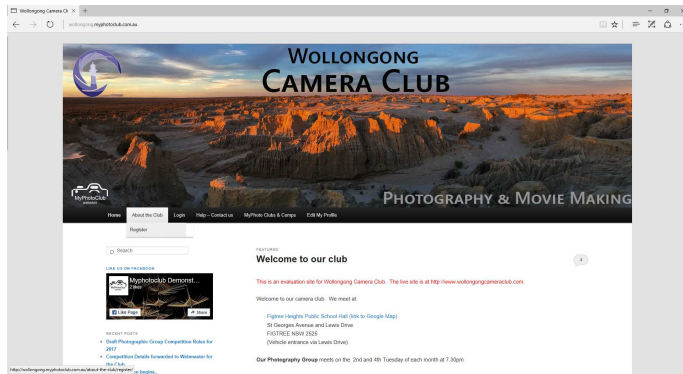 Wollongong Camera Cl
wollongong.myphotoclub.com.au
WOLLONGONG
CAMERA CLUB
MyPhotoClub
PHOTOGRAPHY & MOVIE MAKING
Home About the Club Login Help – Contact us MyPhoto Clubs & Comps Edit My Profile
Register
Search
LIKE US ON FACEBOOK
Myphotoclub Demonst...
2 likes
Like Page Share
RECENT POSTS
Draft Photographic Group Competition Rules for
2017
Competition Details forwarded to Webmaster for
the Club
begins...
FEATURED
Welcome to our club
4
This is an evaluation site for Wollongong Camera Club. The live site is at http://www.wollongongcameraclub.com.
Welcome to our camera club. We meet at:
Figtree Heights Public School Hall (link to Google Map)
St Georges Avenue and Lewis Drive
FIGTREE NSW 2525
(Vehicle entrance via Lewis Drive)
Our Photography Group meets on the 2nd and 4th Tuesday of each month at 7.30pm
http://wollongong.myphotoclub.com.au/about-the-club/register/